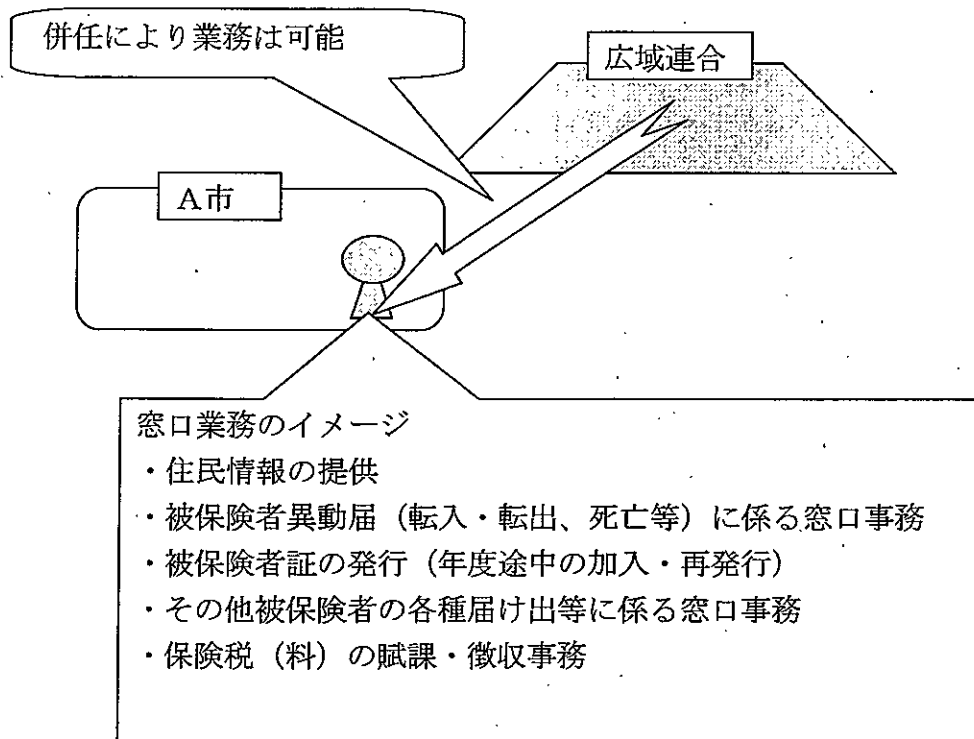 併任により業務は可能
広域連合
A市
窓口業務のイメージ
・住民情報の提供
・被保険者異動届（転入・転出、死亡等）に係る窓口事務
・被保険者証の発行（年度途中の加入・再発行）
・その他被保険者の各種届け出等に係る窓口事務
・保険税（料）の賦課・徴収事務